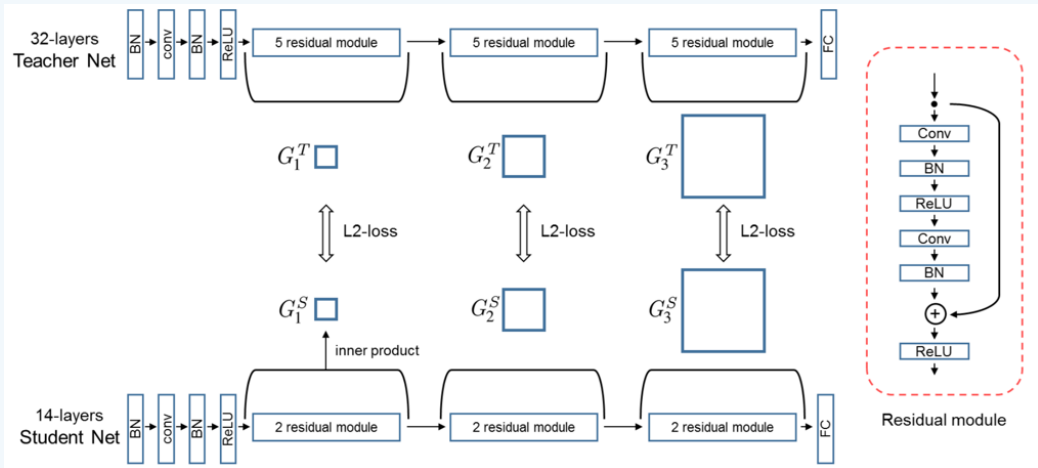 32-layers
Teacher Net
BN
conv
BN
ReLU
5 residual module
5 residual module
5 residual module
FC
G_1^T
G_2^T
G_3^T
L2-loss
L2-loss
L2-loss
G_1^S
G_2^S
G_3^S
inner product
14-layers
Student Net
BN
conv
BN
ReLU
2 residual module
2 residual module
2 residual module
FC
Conv
BN
ReLU
Conv
BN
+
ReLU
Residual module